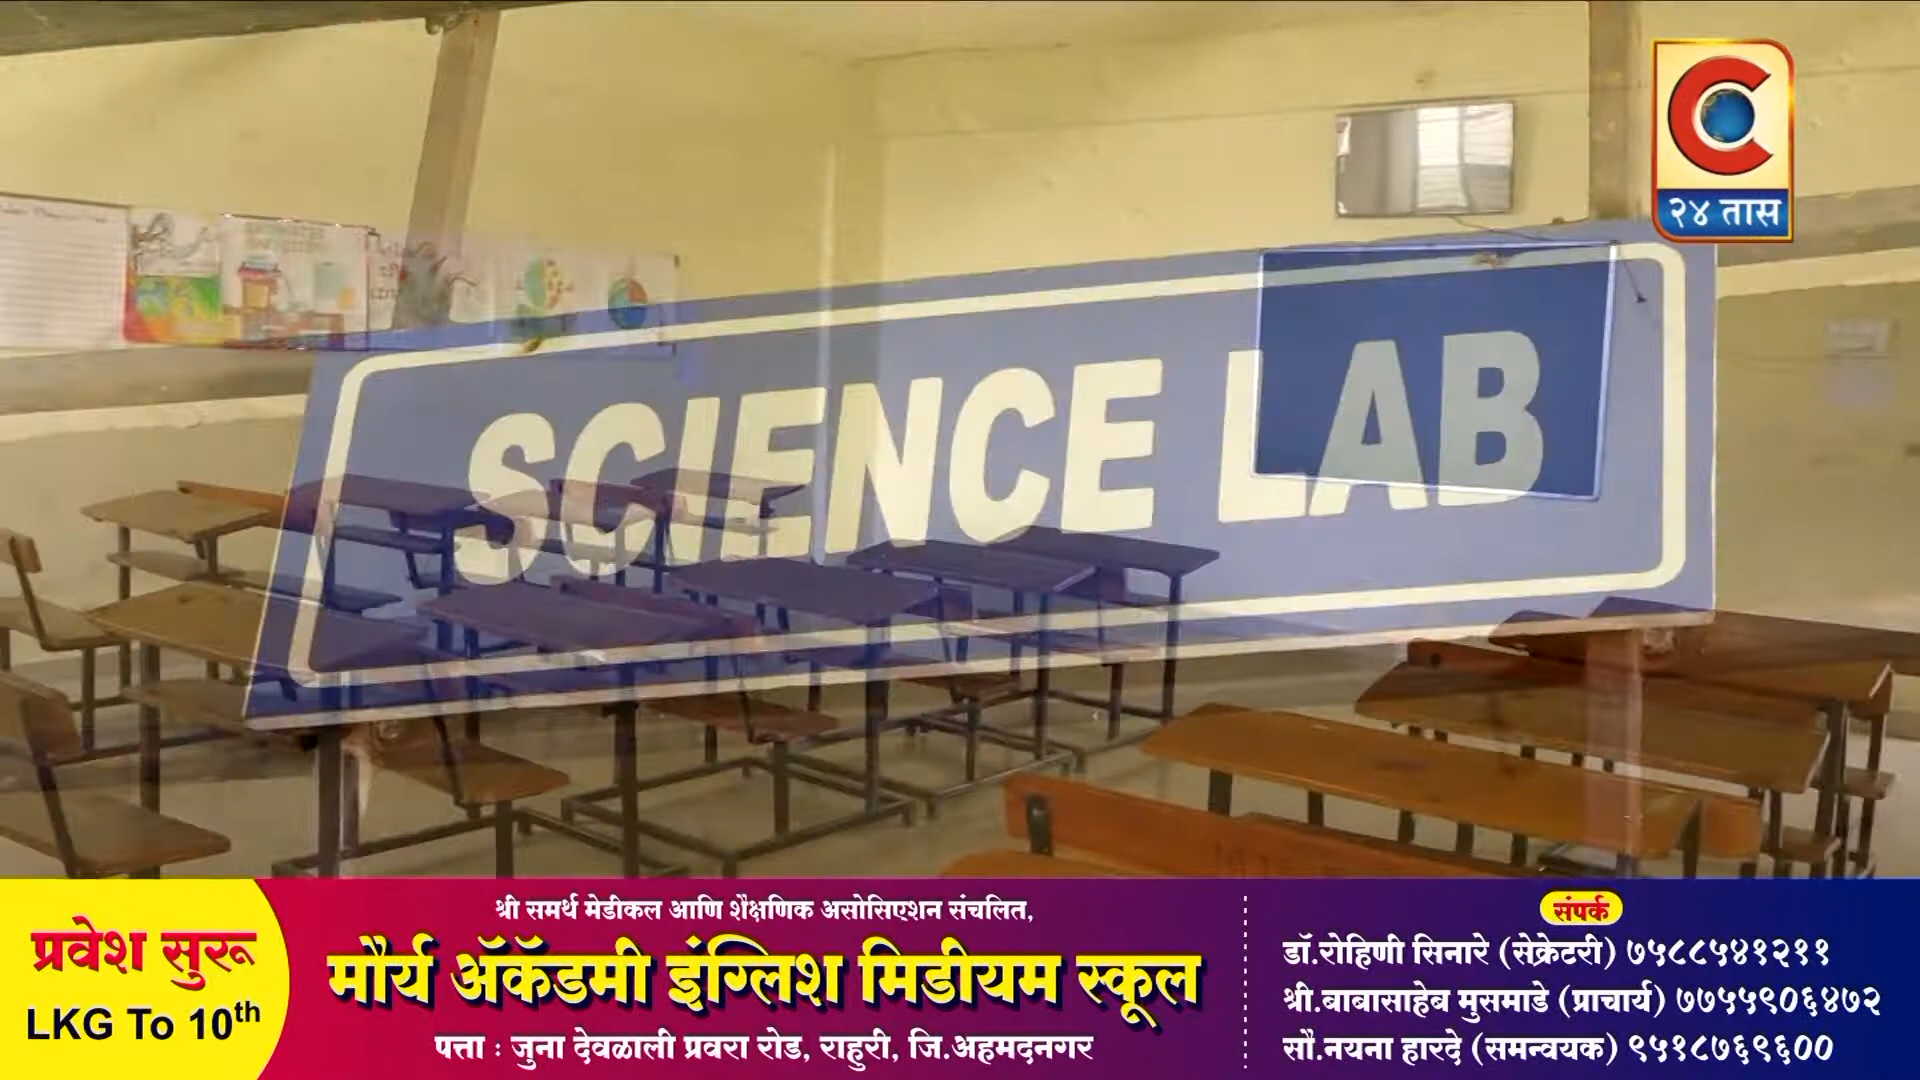 C
२४ तास
SCIENCE LAB
प्रवेश सुरू
LKG To 10th
श्री समर्थ मेडीकल आणि शैक्षणिक असोसिएशन संचलित,
मौर्य ॲकॅडमी इंग्लिश मिडीयम स्कूल
पत्ता : जुना देवळाली प्रवरा रोड, राहुरी, जि.अहमदनगर
संपर्क
डॉ.रोहिणी सिनारे (सेक्रेटरी) ७५८८५४१२११
श्री.बाबासाहेब मुसमाडे (प्राचार्य) ७७५५९०६४७२
सौ.नयना हारदे (समन्वयक) ९५१८७६९६००